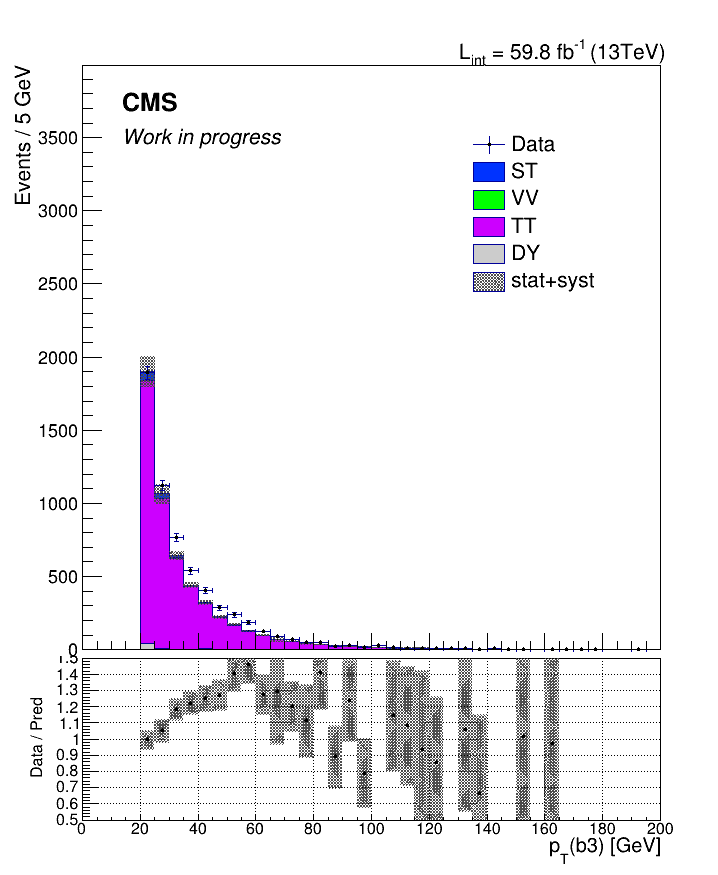 L_int = 59.8 fb^-1 (13TeV)
Events / 5 GeV
CMS
Work in progress
Data
ST
VV
TT
DY
stat+syst
3500
3000
2500
2000
1500
1000
500
0
Data / Pred
1.5
1.4
1.3
1.2
1.1
1
0.9
0.8
0.7
0.6
0.5
0 20 40 60 80 100 120 140 160 180 200
p_T(b3) [GeV]